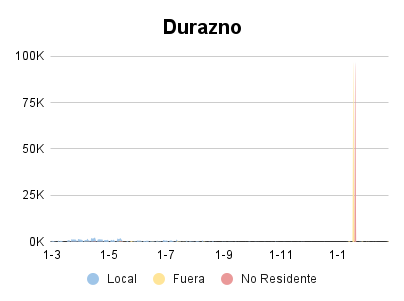 Durazno
100K
75K
50K
25K
0K
1-3 1-5 1-7 1-9 1-11 1-1
Local Fuera No Residente